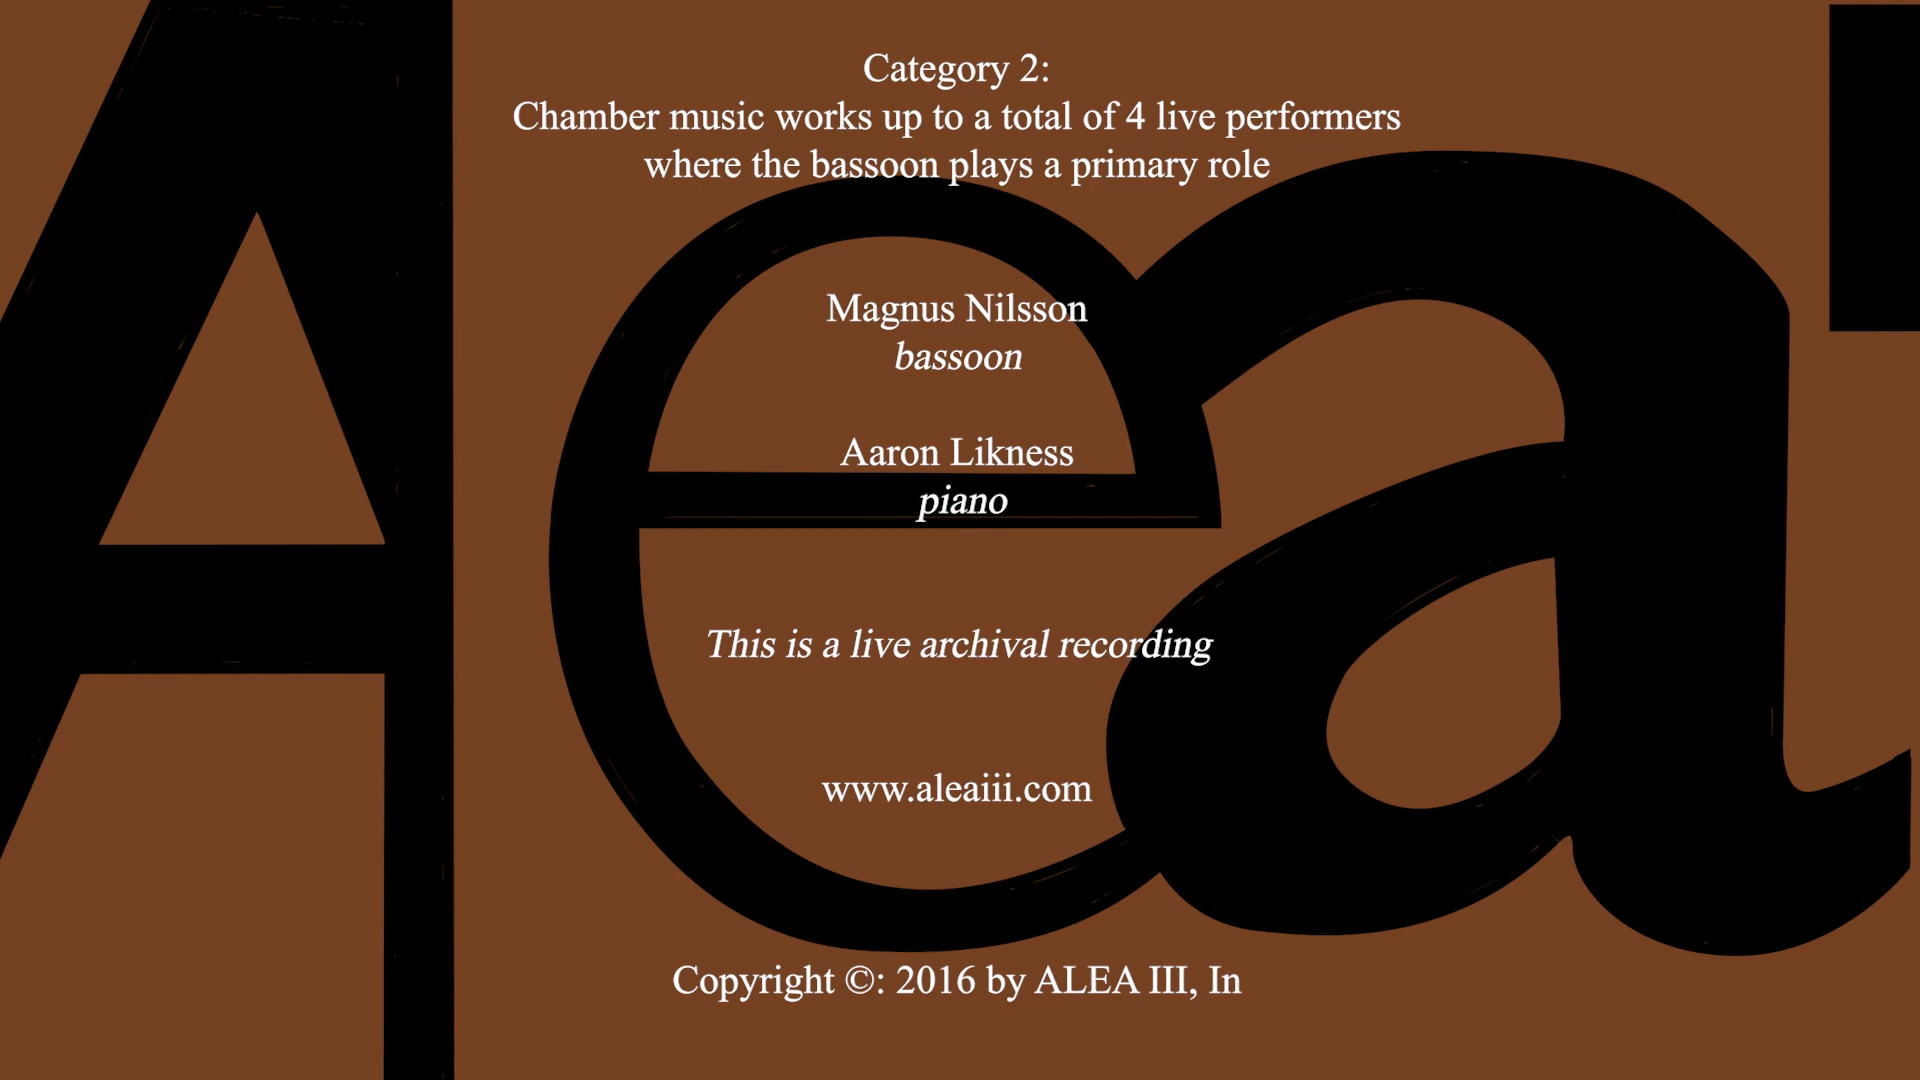 Category 2:
Chamber music works up to a total of 4 live performers
where the bassoon plays a primary role
Magnus Nilsson
bassoon
Aaron Likness
piano
This is a live archival recording
www.aleaiii.com
Copyright ©: 2016 by ALEA III, In
Aea